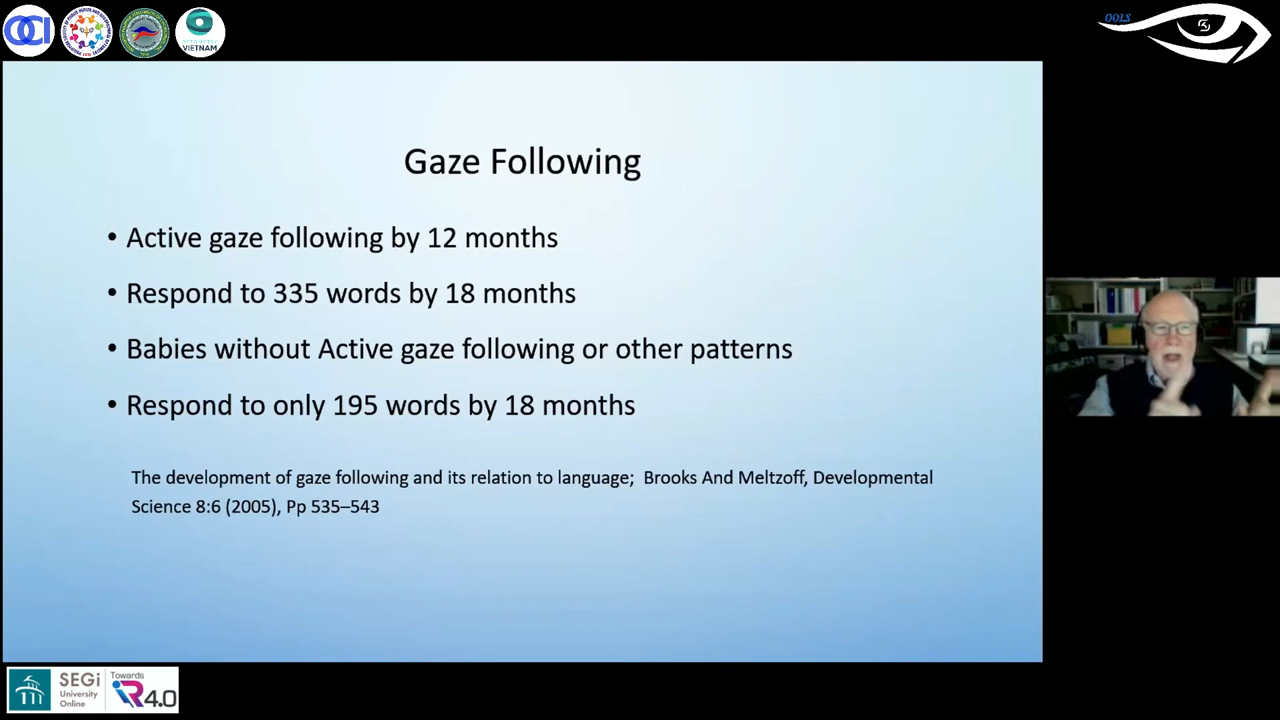 OCI
VIETNAM
OOLS
Gaze Following
• Active gaze following by 12 months
• Respond to 335 words by 18 months
• Babies without Active gaze following or other patterns
• Respond to only 195 words by 18 months
The development of gaze following and its relation to language; Brooks And Meltzoff, Developmental
Science 8:6 (2005), Pp 535–543
SEGi
University
Online
Towards
iR4.0